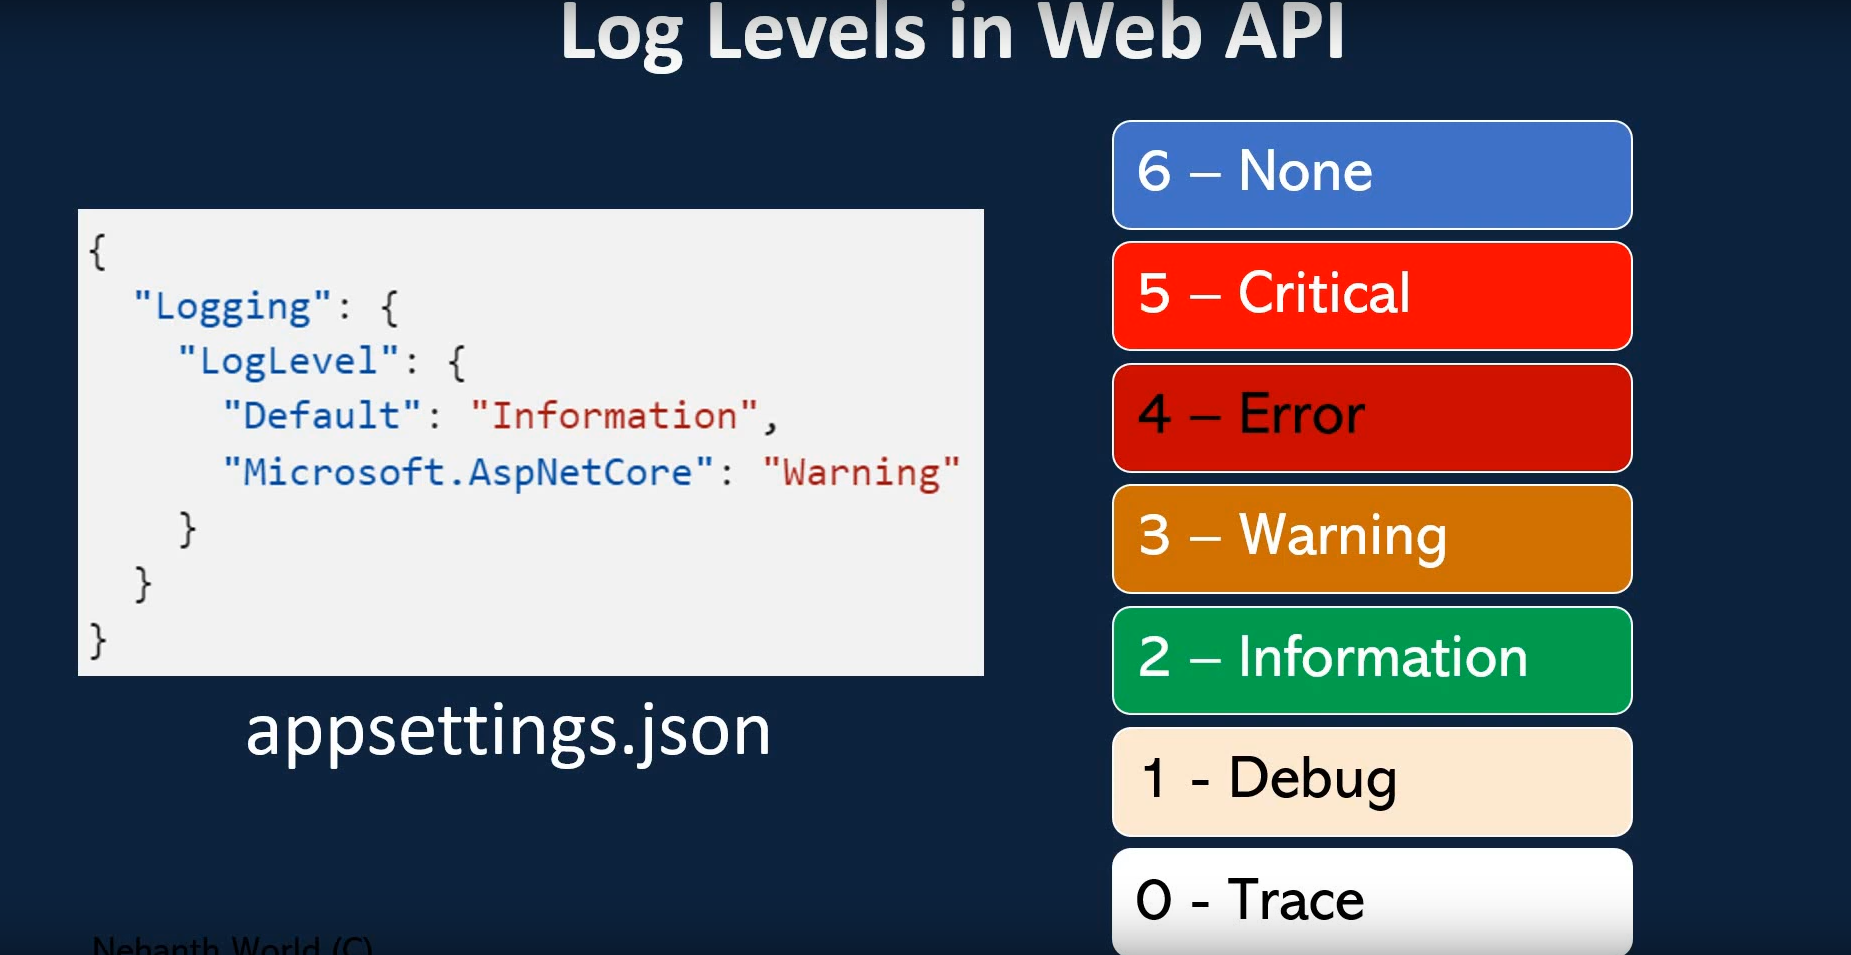 Log Levels in Web API
{
"Logging": {
"LogLevel": {
"Default": "Information",
"Microsoft.AspNetCore": "Warning"
}
}
}
appsettings.json
6 – None
5 – Critical
4 – Error
3 – Warning
2 – Information
1 - Debug
0 - Trace
Nehanth World (C)